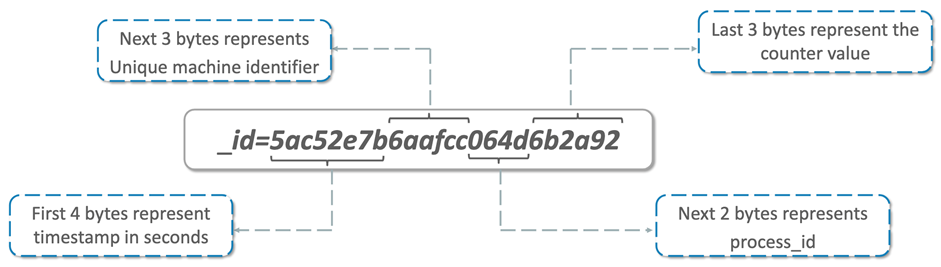 Next 3 bytes represents
Unique machine identifier
Last 3 bytes represent the
counter value
_id=5ac52e7b6aafcc064d6b2a92
First 4 bytes represent
timestamp in seconds
Next 2 bytes represents
process_id